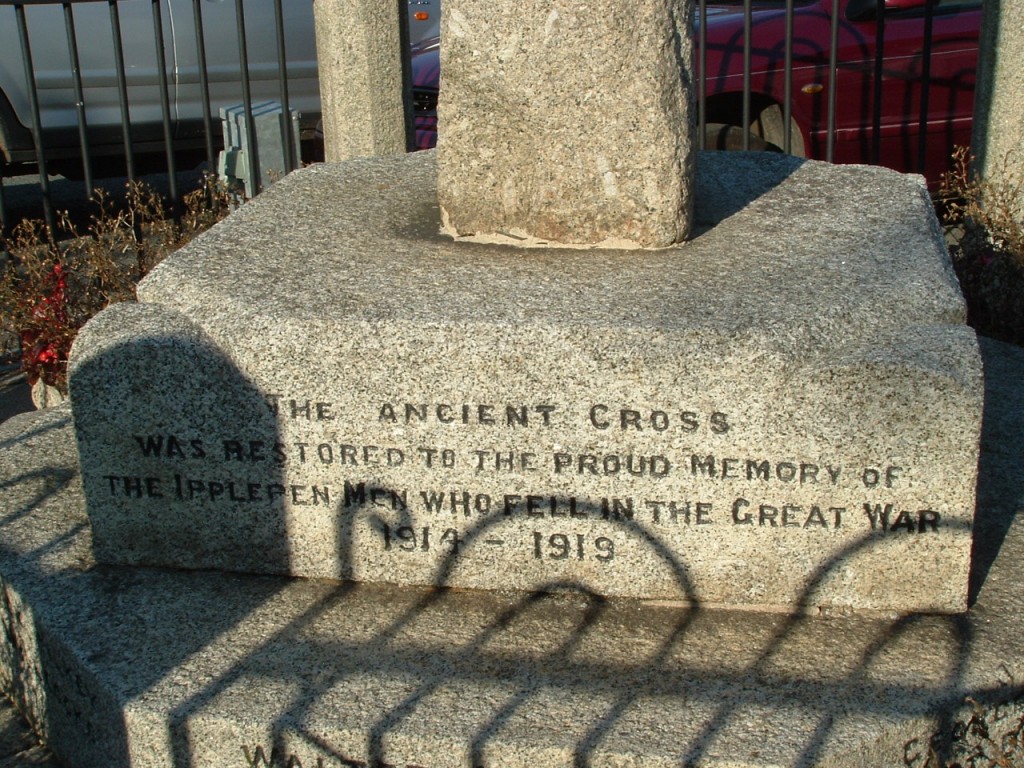 THE ANCIENT CROSS
WAS RESTORED TO THE PROUD MEMORY OF
THE IPPLEPEN MEN WHO FELL IN THE GREAT WAR
1914 - 1919